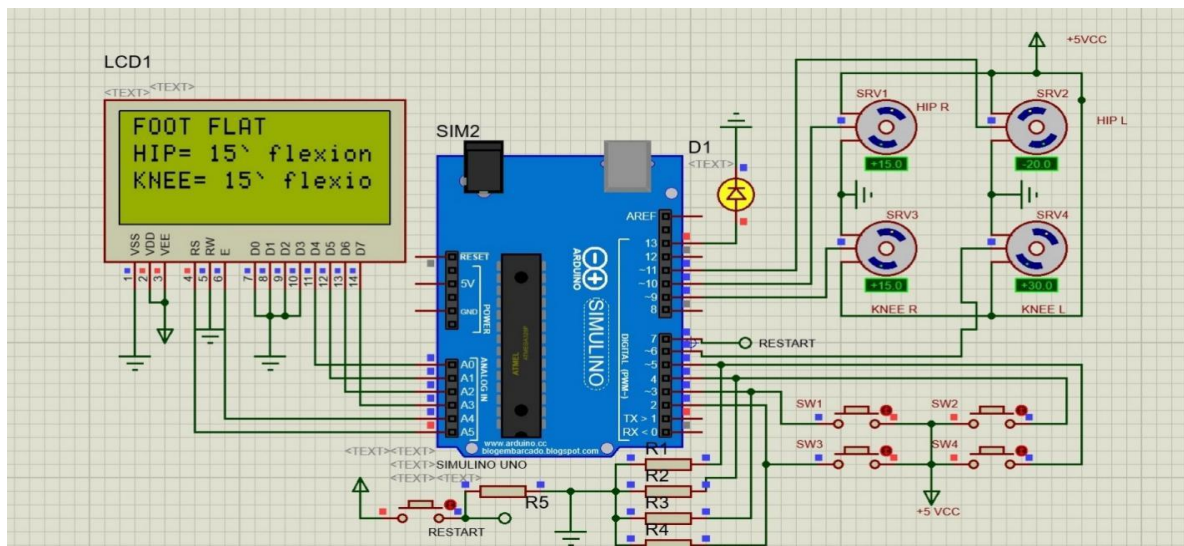 LCD1
<TEXT>
<TEXT>
FOOT FLAT
HIP= 15` flexion
KNEE= 15` flexio
VSS
VDD
VEE
RS
RW
E
D0
D1
D2
D3
D4
D5
D6
D7
1
2
3
4
5
6
7
8
9
10
11
12
13
14
SIM2
RESET
5V
GND
POWER
A0
A1
A2
A3
A4
A5
ANALOG IN
ATMEL
ARDUINO
SIMULINO
AREF
13
12
~11
~10
~9
8
7
~6
~5
4
~3
2
TX > 1
RX < 0
DIGITAL (PWM~)
www.arduino.cc
blogembarcado.blogspot.com
SIMULINO UNO
<TEXT><TEXT>
<TEXT>
<TEXT><TEXT>
D1
<TEXT>
+5VCC
SRV1
HIP R
+15.0
SRV2
HIP L
-20.0
SRV3
+15.0
KNEE R
SRV4
+30.0
KNEE L
RESTART
SW1
SW2
SW3
SW4
+5 VCC
R1
R2
R3
R4
R5
RESTART